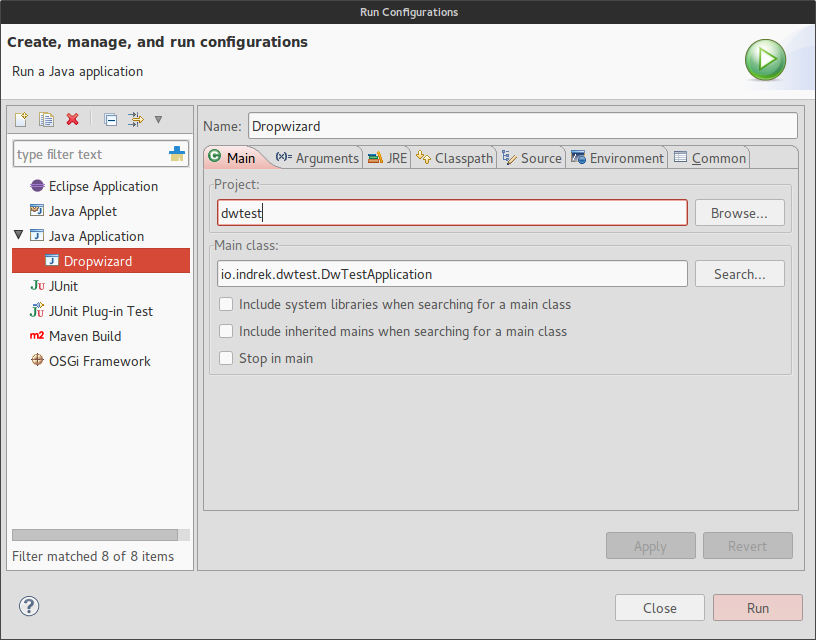 Run Configurations
Create, manage, and run configurations
Run a Java application
type filter text
Eclipse Application
Java Applet
Java Application
Dropwizard
JUnit
JUnit Plug-in Test
Maven Build
OSGi Framework
Filter matched 8 of 8 items
Name: Dropwizard
Main (x)= Arguments JRE Classpath Source Environment Common
Project:
dwtest Browse...
Main class:
io.indrek.dwtest.DwTestApplication Search...
Include system libraries when searching for a main class
Include inherited mains when searching for a main class
Stop in main
Apply Revert
? Close Run